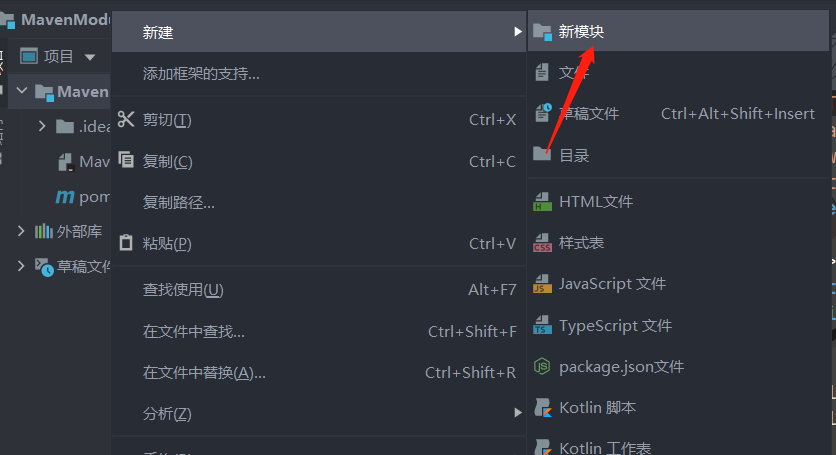 MavenModu
项目
Maven
.idea
Mav
pom
外部库
草稿文件
新建
添加框架的支持...
剪切(T) Ctrl+X
复制(C) Ctrl+C
复制路径...
粘贴(P) Ctrl+V
查找使用(U) Alt+F7
在文件中查找... Ctrl+Shift+F
在文件中替换(A)... Ctrl+Shift+R
分析(Z)
新模块
文件
草稿文件 Ctrl+Alt+Shift+Insert
目录
HTML文件
样式表
JavaScript 文件
TypeScript 文件
package.json文件
Kotlin 脚本
Kotlin 工作表